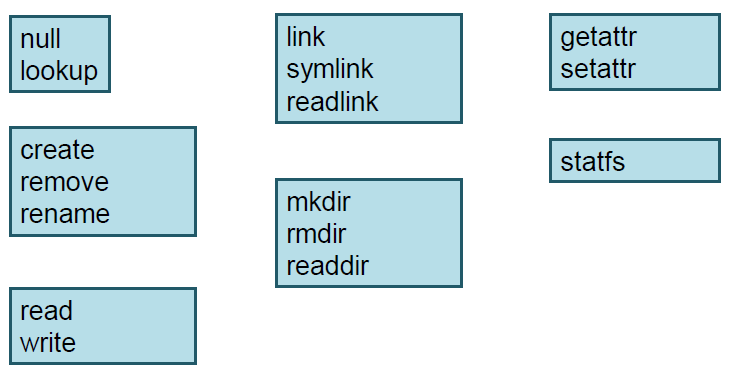 null
lookup
create
remove
rename
read
write
link
symlink
readlink
mkdir
rmdir
readdir
getattr
setattr
statfs